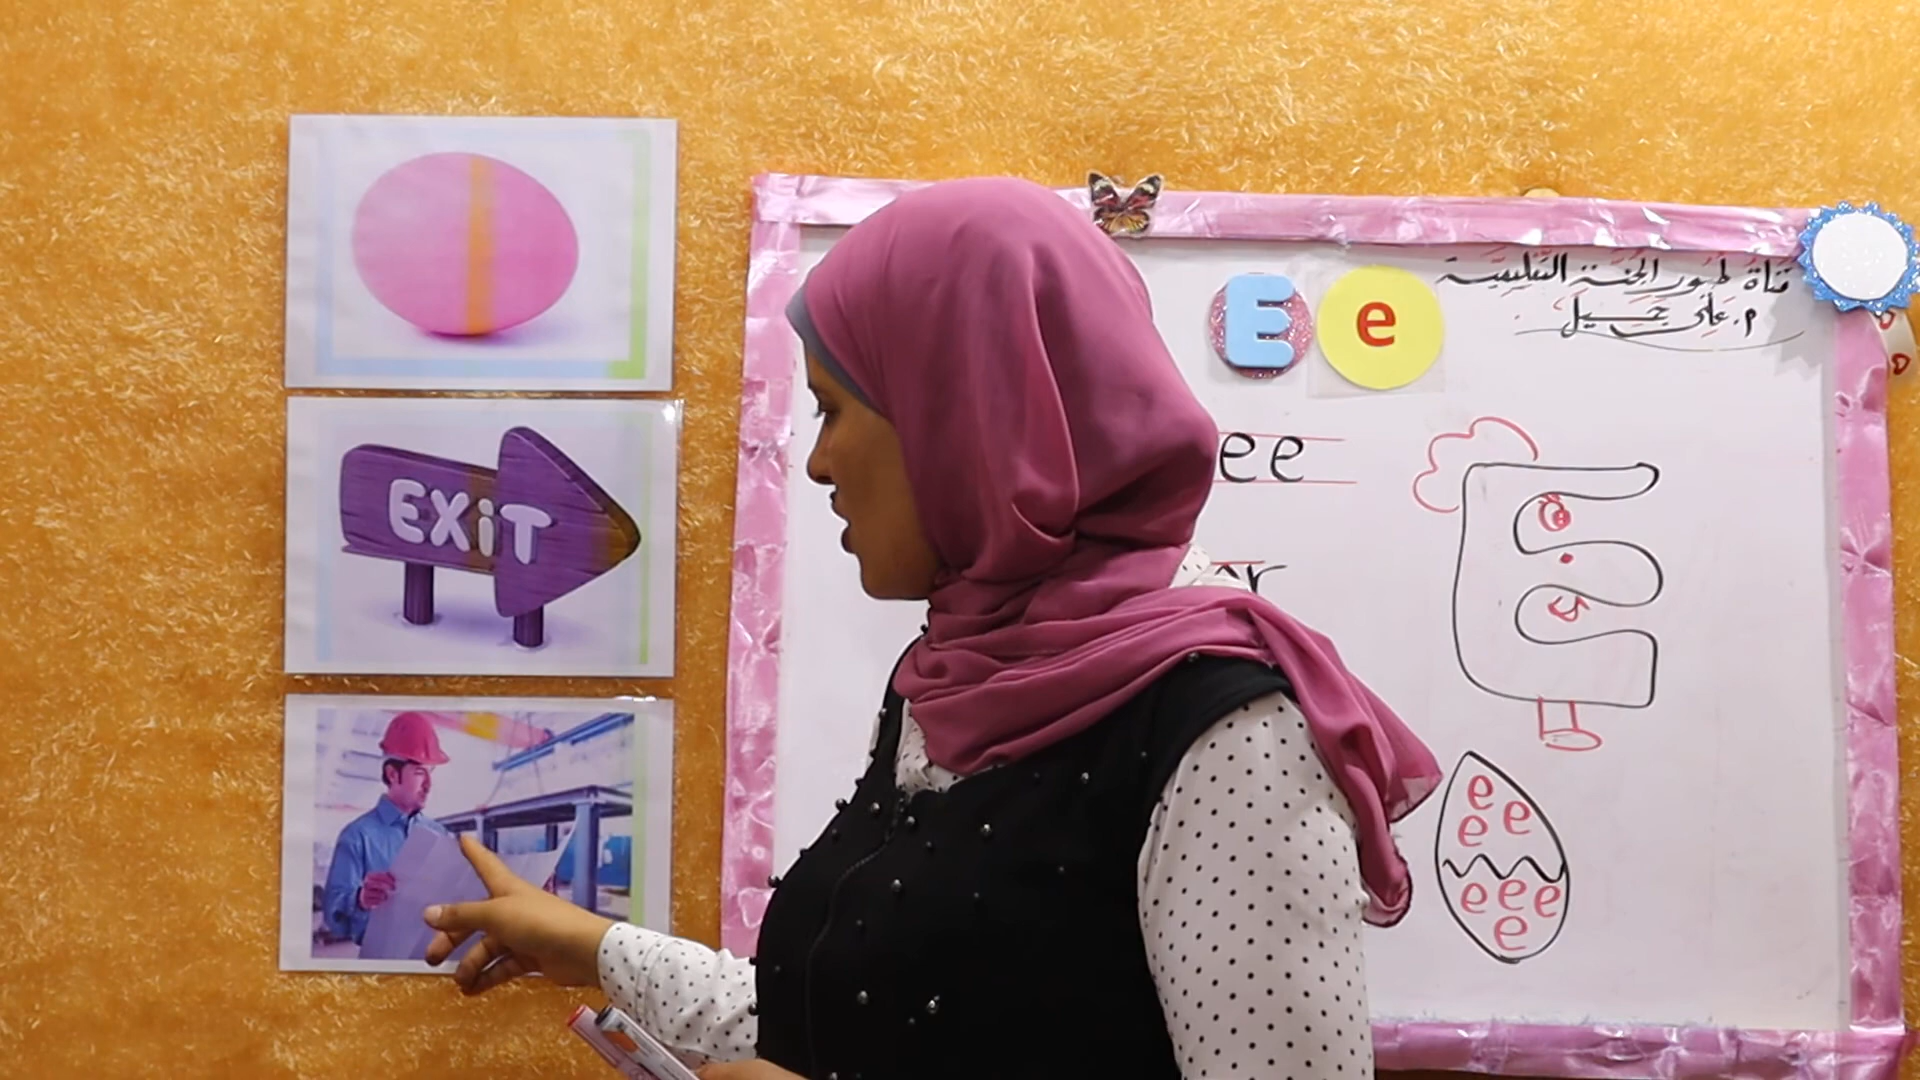 EXiT
E e
قناة طيور الجنة التعليمية
م. علي جميل
ee
r
e e
e
e e e
e